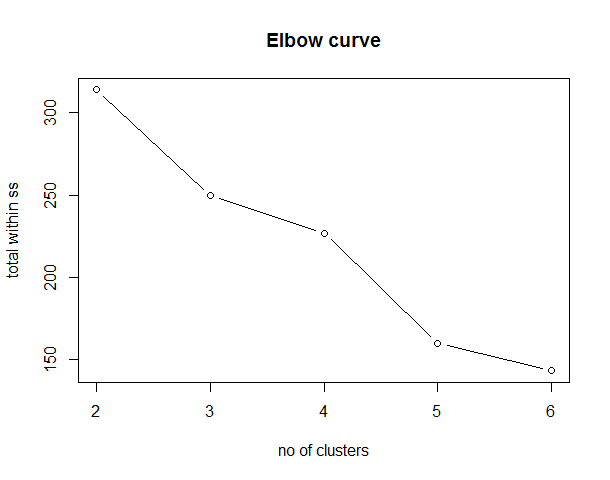 Elbow curve
total within ss
300
250
200
150
2 3 4 5 6
no of clusters